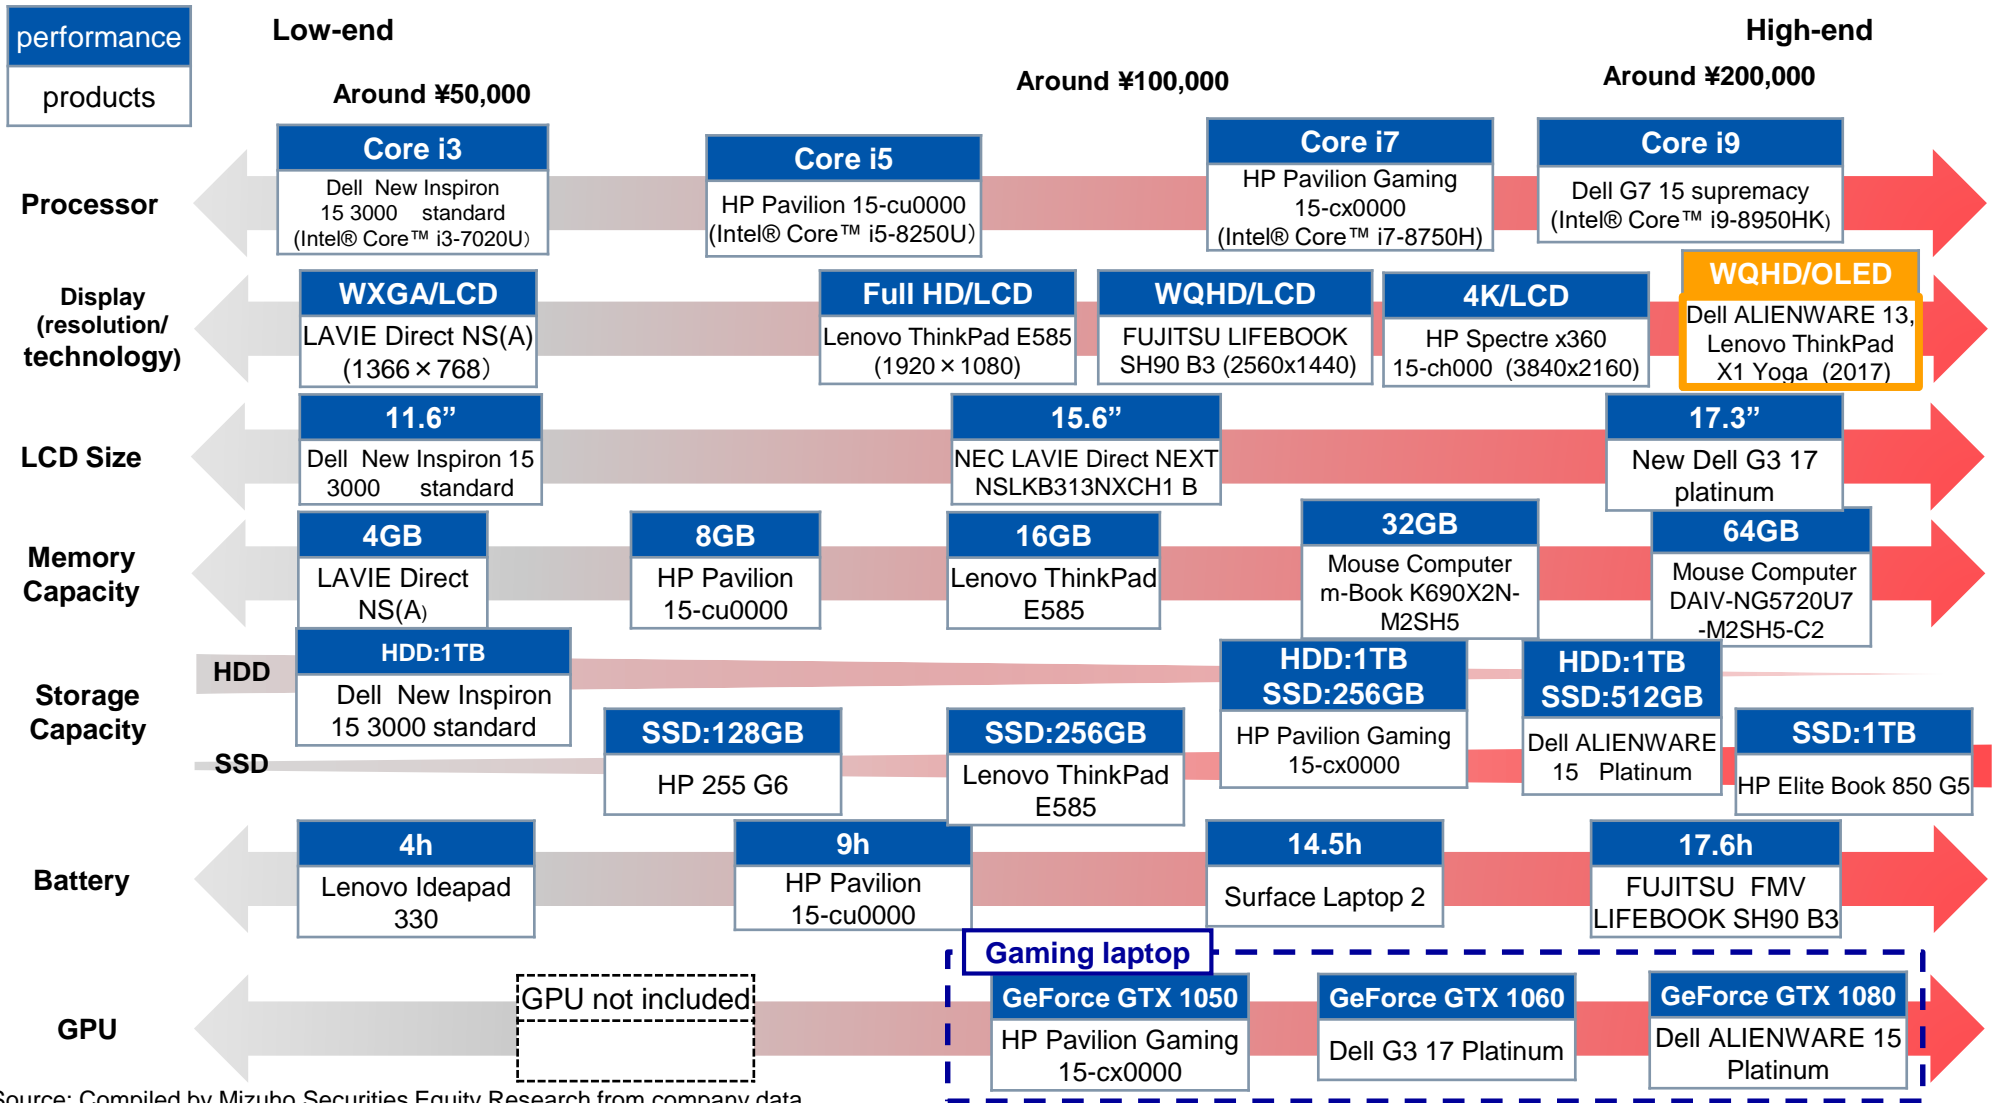 performance
products
Low-end
High-end
Around ¥50,000
Around ¥100,000
Around ¥200,000
Processor
Core i3
Dell New Inspiron
15 3000 standard
(Intel® Core™ i3-7020U)
Core i5
HP Pavilion 15-cu0000
(Intel® Core™ i5-8250U)
Core i7
HP Pavilion Gaming
15-cx0000
(Intel® Core™ i7-8750H)
Core i9
Dell G7 15 supremacy
(Intel® Core™ i9-8950HK)
Display
(resolution/
technology)
WXGA/LCD
LAVIE Direct NS(A)
(1366×768)
Full HD/LCD
Lenovo ThinkPad E585
(1920×1080)
WQHD/LCD
FUJITSU LIFEBOOK
SH90 B3 (2560x1440)
4K/LCD
HP Spectre x360
15-ch000 (3840x2160)
WQHD/OLED
Dell ALIENWARE 13,
Lenovo ThinkPad
X1 Yoga (2017)
LCD Size
11.6”
Dell New Inspiron 15
3000 standard
15.6”
NEC LAVIE Direct NEXT
NSLKB313NXCH1 B
17.3”
New Dell G3 17
platinum
Memory
Capacity
4GB
LAVIE Direct
NS(A)
8GB
HP Pavilion
15-cu0000
16GB
Lenovo ThinkPad
E585
32GB
Mouse Computer
m-Book K690X2N-
M2SH5
64GB
Mouse Computer
DAIV-NG5720U7
-M2SH5-C2
Storage
Capacity
HDD
HDD:1TB
Dell New Inspiron
15 3000 standard
HDD:1TB
SSD:256GB
HP Pavilion Gaming
15-cx0000
HDD:1TB
SSD:512GB
Dell ALIENWARE
15 Platinum
SSD
SSD:128GB
HP 255 G6
SSD:256GB
Lenovo ThinkPad
E585
SSD:1TB
HP Elite Book 850 G5
Battery
4h
Lenovo Ideapad
330
9h
HP Pavilion
15-cu0000
14.5h
Surface Laptop 2
17.6h
FUJITSU FMV
LIFEBOOK SH90 B3
Gaming laptop
GPU
GPU not included
GeForce GTX 1050
HP Pavilion Gaming
15-cx0000
GeForce GTX 1060
Dell G3 17 Platinum
GeForce GTX 1080
Dell ALIENWARE 15
Platinum
Source: Compiled by Mizuho Securities Equity Research from company data